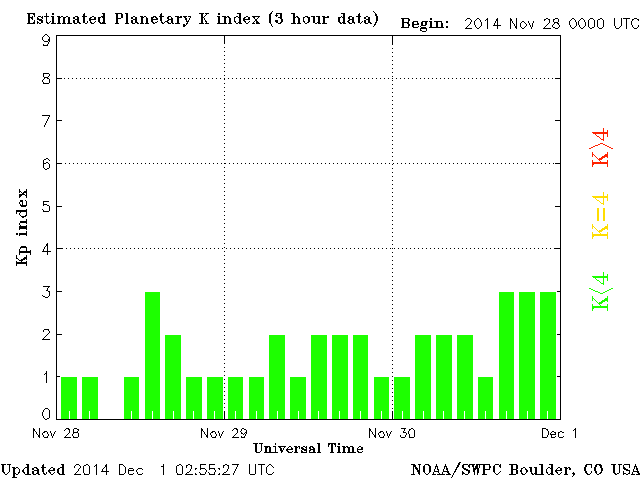 Estimated Planetary K index (3 hour data) Begin: 2014 Nov 28 0000 UTC
9
8
7
6
5
4
3
2
1
0
Kp index
K>4
K=4
K<4
Nov 28 Nov 29 Nov 30 Dec 1
Universal Time
Updated 2014 Dec 1 02:55:27 UTC NOAA/SWPC Boulder, CO USA